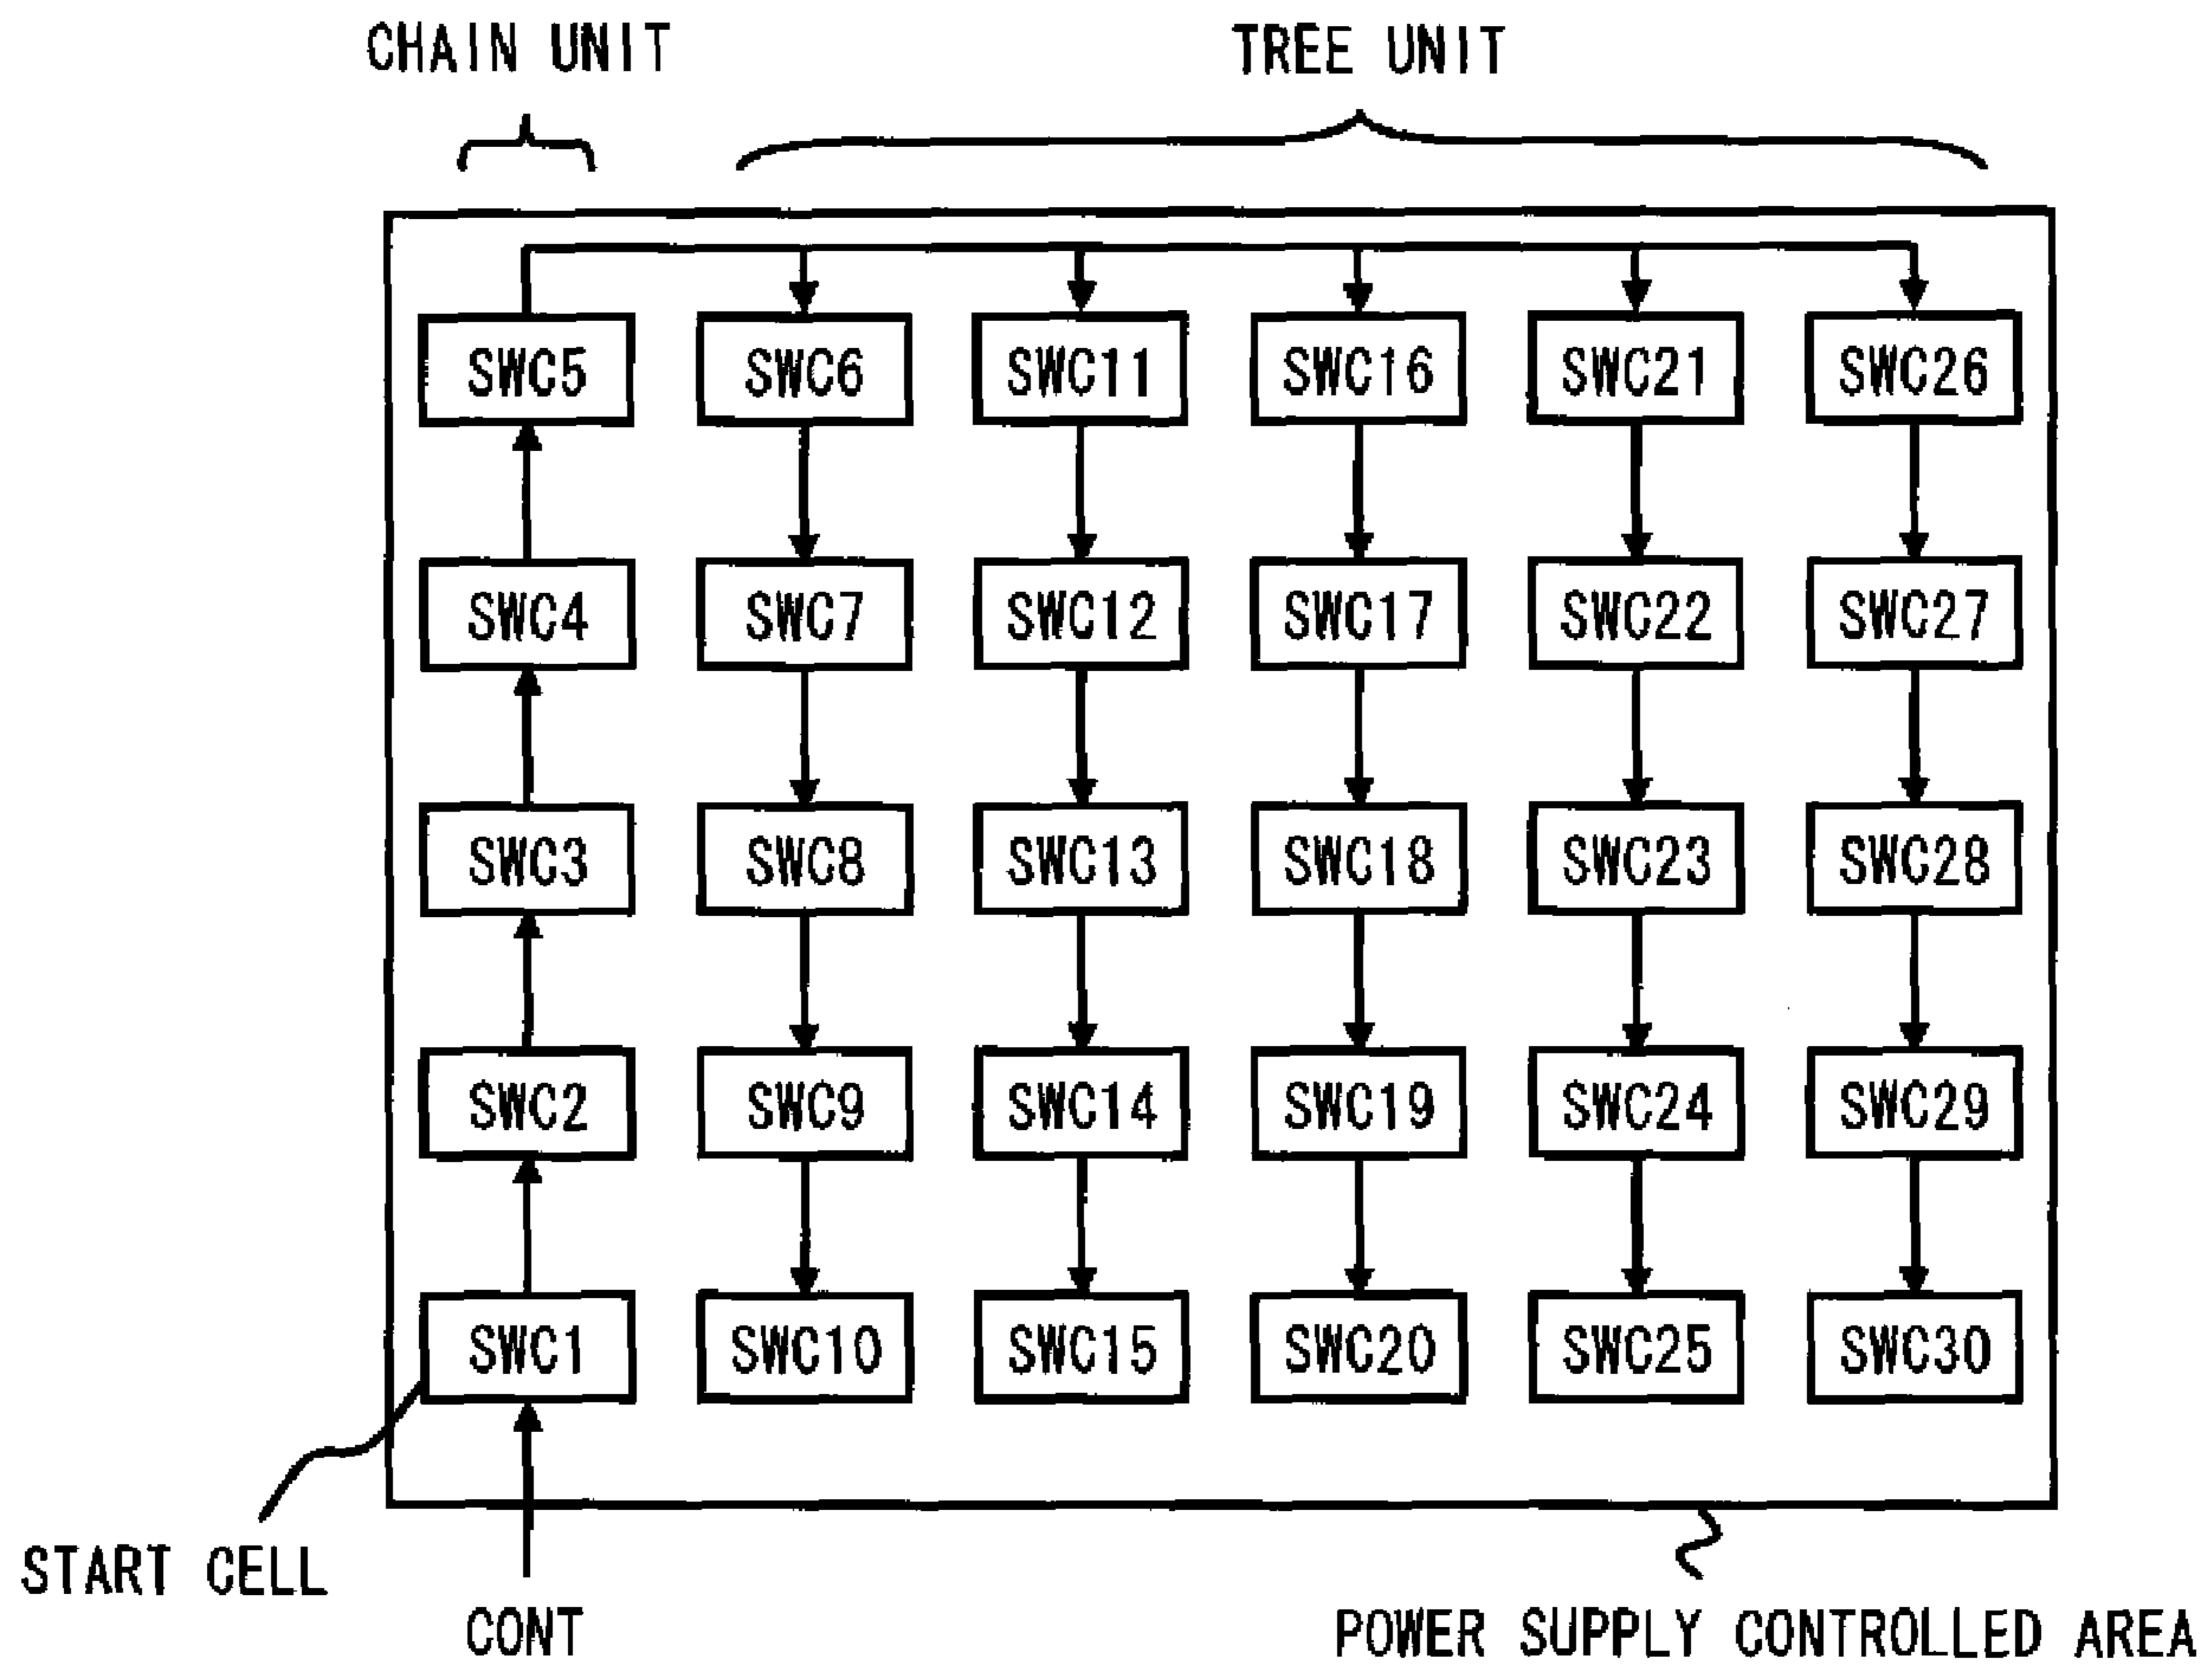 CHAIN UNIT
TREE UNIT
SWC5 SWC6 SWC11 SWC16 SWC21 SWC26
SWC4 SWC7 SWC12 SWC17 SWC22 SWC27
SWC3 SWC8 SWC13 SWC18 SWC23 SWC28
SWC2 SWC9 SWC14 SWC19 SWC24 SWC29
SWC1 SWC10 SWC15 SWC20 SWC25 SWC30
START CELL
CONT
POWER SUPPLY CONTROLLED AREA